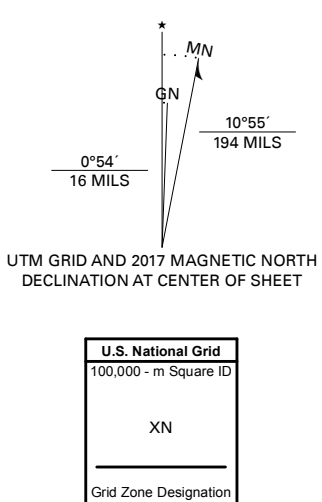 ★
MN
GN
10°55´
194 MILS
0°54´
16 MILS
UTM GRID AND 2017 MAGNETIC NORTH
DECLINATION AT CENTER OF SHEET
U.S. National Grid
100,000 - m Square ID
XN
Grid Zone Designation